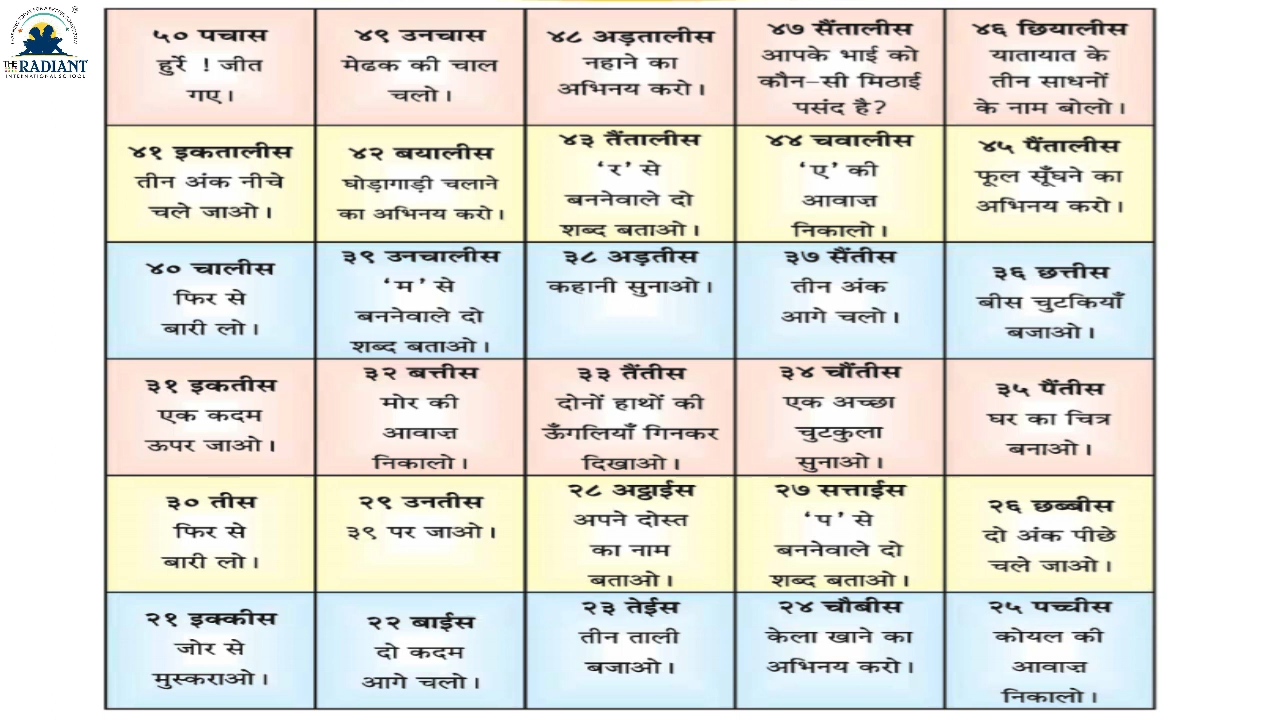 THE RADIANT
INTERNATIONAL SCHOOL
५० पचास
हुर्रे ! जीत
गए।
४९ उनचास
मेढक की चाल
चलो।
४८ अड़तालीस
नहाने का
अभिनय करो।
४७ सैंतालीस
आपके भाई को
कौन-सी मिठाई
पसंद है?
४६ छियालीस
यातायात के
तीन साधनों
के नाम बोलो।
४१ इकतालीस
तीन अंक नीचे
चले जाओ।
४२ बयालीस
घोड़ागाड़ी चलाने
का अभिनय करो।
४३ तैंतालीस
‘र’ से
बननेवाले दो
शब्द बताओ।
४४ चवालीस
‘ए’ की
आवाज़
निकालो।
४५ पैंतालीस
फूल सूँघने का
अभिनय करो।
४० चालीस
फिर से
बारी लो।
३९ उनचालीस
‘म’ से
बननेवाले दो
शब्द बताओ।
३८ अड़तीस
कहानी सुनाओ।
३७ सैंतीस
तीन अंक
आगे चलो।
३६ छत्तीस
बीस चुटकियाँ
बजाओ।
३१ इकतीस
एक कदम
ऊपर जाओ।
३२ बत्तीस
मोर की
आवाज़
निकालो।
३३ तैंतीस
दोनों हाथों की
ऊँगलियाँ गिनकर
दिखाओ।
३४ चौंतीस
एक अच्छा
चुटकुला
सुनाओ।
३५ पैंतीस
घर का चित्र
बनाओ।
३० तीस
फिर से
बारी लो।
२९ उनतीस
३९ पर जाओ।
२८ अट्ठाईस
अपने दोस्त
का नाम
बताओ।
२७ सत्ताईस
‘प’ से
बननेवाले दो
शब्द बताओ।
२६ छब्बीस
दो अंक पीछे
चले जाओ।
२१ इक्कीस
जोर से
मुस्कराओ।
२२ बाईस
दो कदम
आगे चलो।
२३ तेईस
तीन ताली
बजाओ।
२४ चौबीस
केला खाने का
अभिनय करो।
२५ पच्चीस
कोयल की
आवाज़
निकालो।